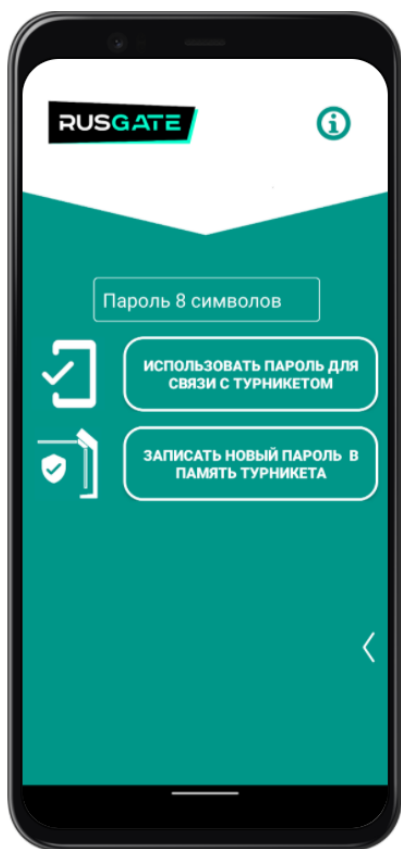 RUSGATE
Пароль 8 символов
ИСПОЛЬЗОВАТЬ ПАРОЛЬ ДЛЯ
СВЯЗИ С ТУРНИКЕТОМ
ЗАПИСАТЬ НОВЫЙ ПАРОЛЬ В
ПАМЯТЬ ТУРНИКЕТА